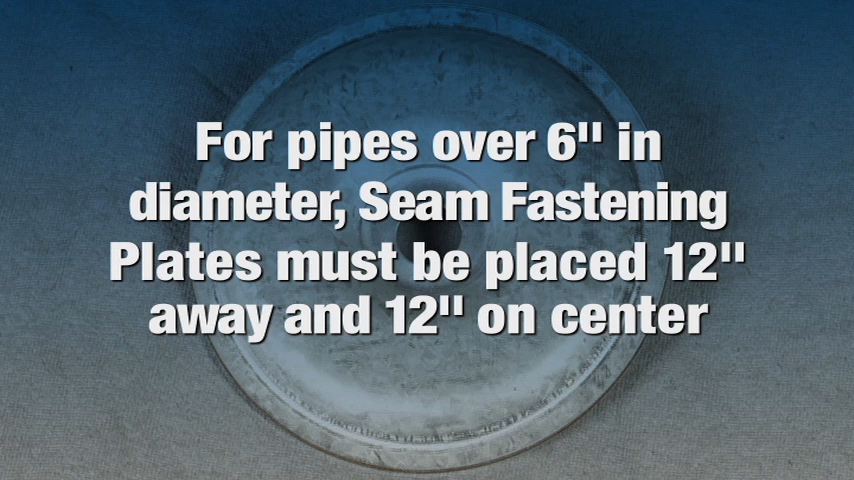 For pipes over 6" in
diameter, Seam Fastening
Plates must be placed 12"
away and 12" on center